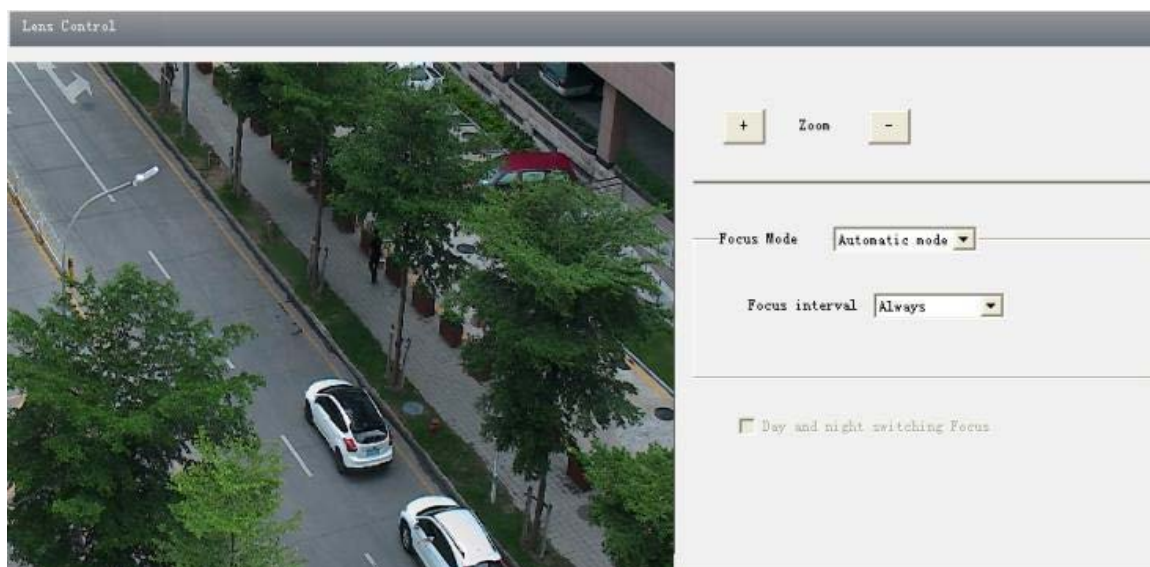 Lens Control
+ Zoom -
Focus Mode Automatic mode
Focus interval Always
Day and night switching Focus